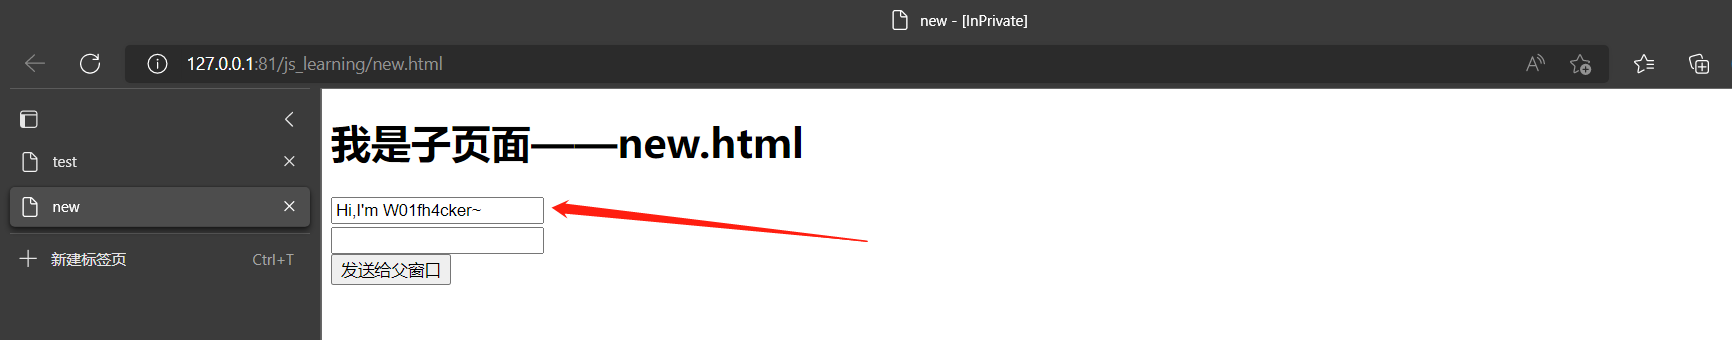 new - [InPrivate]
127.0.0.1:81/js_learning/new.html
test
new
新建标签页 Ctrl+T
我是子页面——new.html
Hi,I'm W01fh4cker~
发送给父窗口